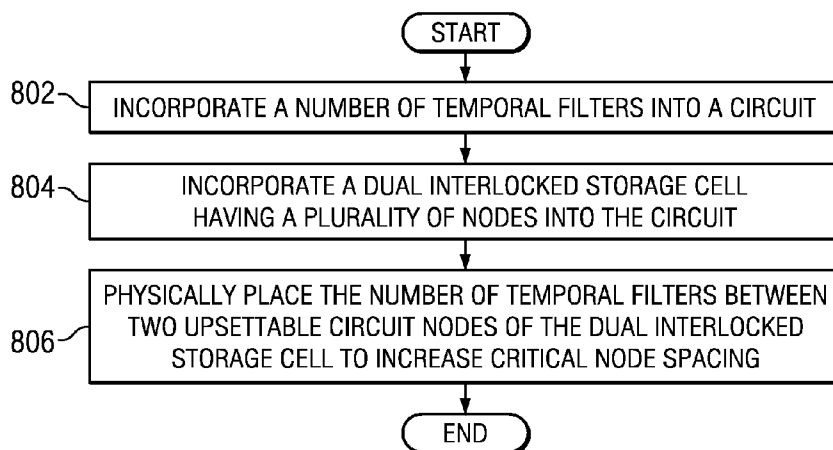 START
802
INCORPORATE A NUMBER OF TEMPORAL FILTERS INTO A CIRCUIT
804
INCORPORATE A DUAL INTERLOCKED STORAGE CELL
HAVING A PLURALITY OF NODES INTO THE CIRCUIT
806
PHYSICALLY PLACE THE NUMBER OF TEMPORAL FILTERS BETWEEN
TWO UPSETTABLE CIRCUIT NODES OF THE DUAL INTERLOCKED
STORAGE CELL TO INCREASE CRITICAL NODE SPACING
END